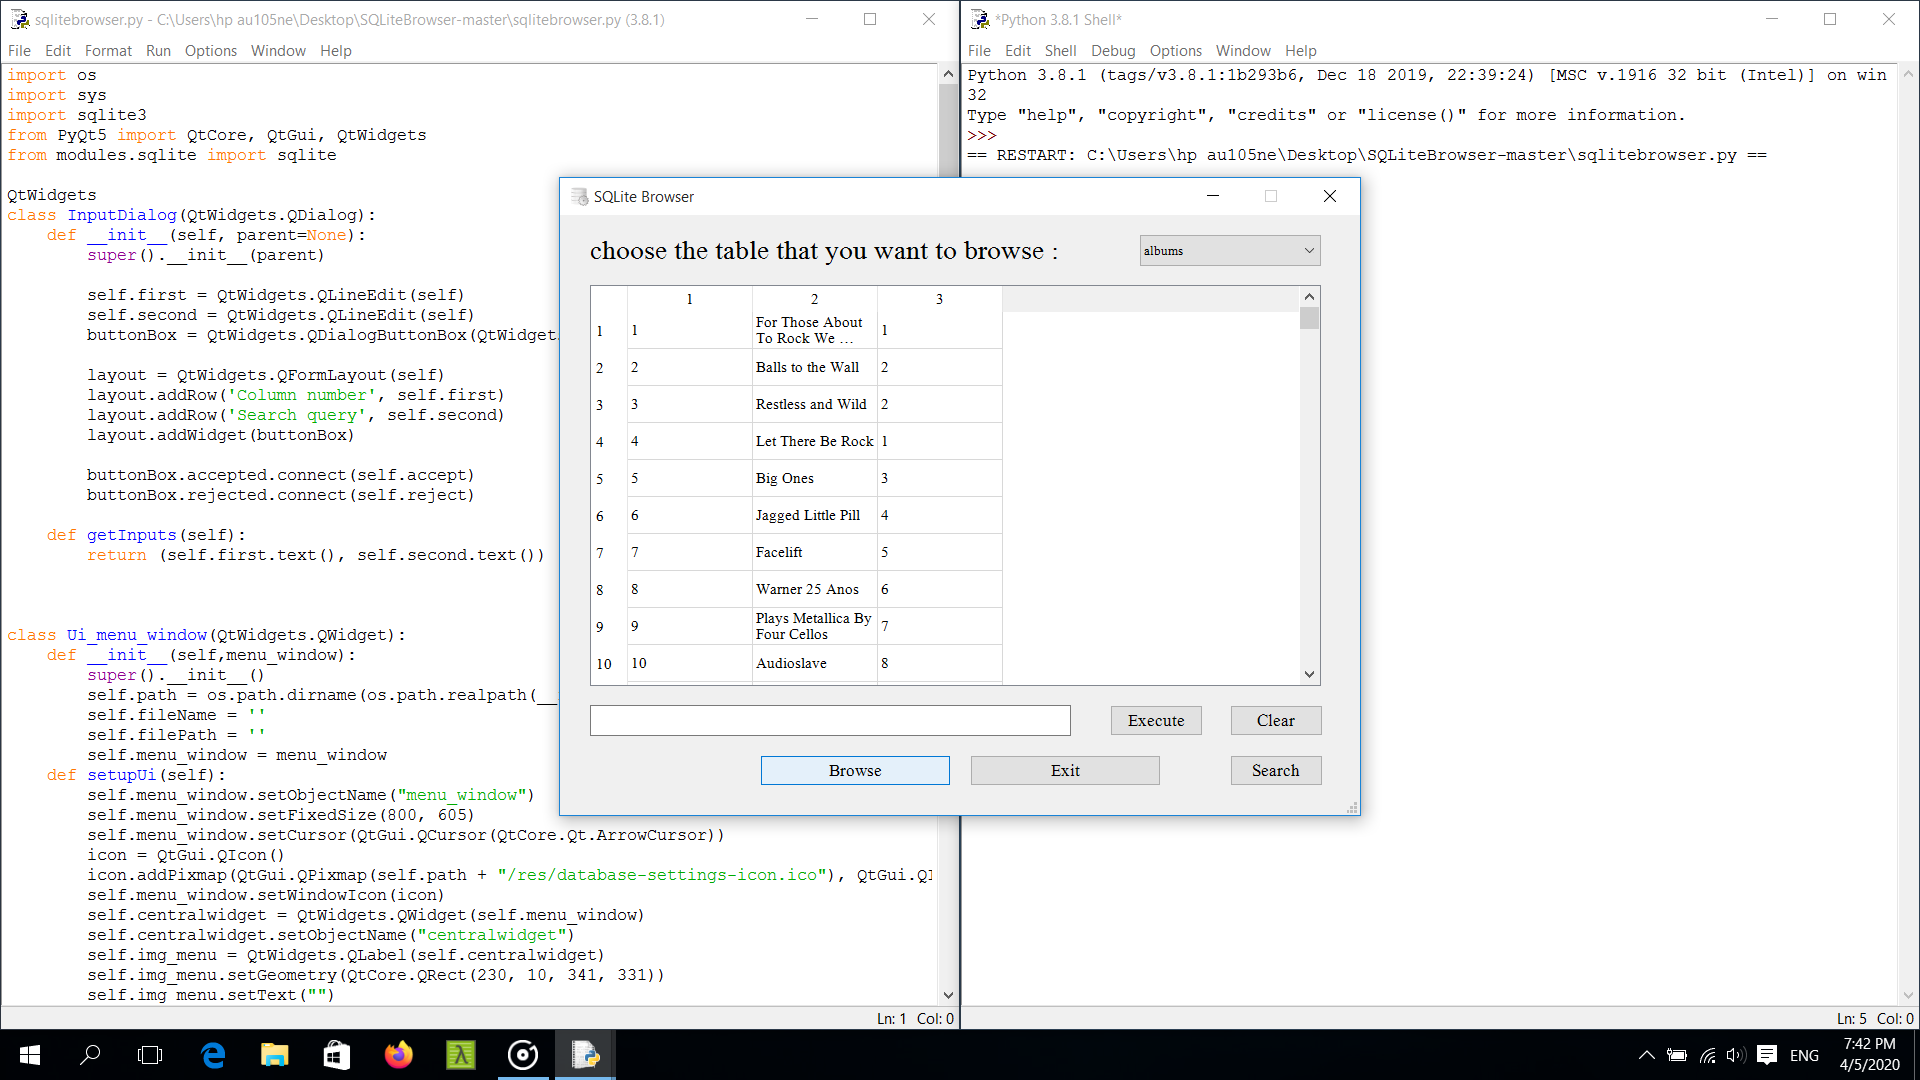 sqlitebrowser.py - C:\Users\hp au105ne\Desktop\SQLiteBrowser-master\sqlitebrowser.py (3.8.1)
File Edit Format Run Options Window Help
import os
import sys
import sqlite3
from PyQt5 import QtCore, QtGui, QtWidgets
from modules.sqlite import sqlite
QtWidgets
class InputDialog(QtWidgets.QDialog):
def __init__(self, parent=None):
super().__init__(parent)
self.first = QtWidgets.QLineEdit(self)
self.second = QtWidgets.QLineEdit(self)
buttonBox = QtWidgets.QDialogButtonBox(QtWidget
layout = QtWidgets.QFormLayout(self)
layout.addRow('Column number', self.first)
layout.addRow('Search query', self.second)
layout.addWidget(buttonBox)
buttonBox.accepted.connect(self.accept)
buttonBox.rejected.connect(self.reject)
def getInputs(self):
return (self.first.text(), self.second.text())
class Ui_menu_window(QtWidgets.QWidget):
def __init__(self,menu_window):
super().__init__()
self.path = os.path.dirname(os.path.realpath(__
self.fileName = ''
self.filePath = ''
self.menu_window = menu_window
def setupUi(self):
self.menu_window.setObjectName("menu_window")
self.menu_window.setFixedSize(800, 605)
self.menu_window.setCursor(QtGui.QCursor(QtCore.Qt.ArrowCursor))
icon = QtGui.QIcon()
icon.addPixmap(QtGui.QPixmap(self.path + "/res/database-settings-icon.ico"), QtGui.QI
self.menu_window.setWindowIcon(icon)
self.centralwidget = QtWidgets.QWidget(self.menu_window)
self.centralwidget.setObjectName("centralwidget")
self.img_menu = QtWidgets.QLabel(self.centralwidget)
self.img_menu.setGeometry(QtCore.QRect(230, 10, 341, 331))
self.img_menu.setText("")
Ln: 1 Col: 0
*Python 3.8.1 Shell*
File Edit Shell Debug Options Window Help
Python 3.8.1 (tags/v3.8.1:1b293b6, Dec 18 2019, 22:39:24) [MSC v.1916 32 bit (Intel)] on win
32
Type "help", "copyright", "credits" or "license()" for more information.
>>>
== RESTART: C:\Users\hp au105ne\Desktop\SQLiteBrowser-master\sqlitebrowser.py ==
Ln: 5 Col: 0
SQLite Browser
choose the table that you want to browse : albums
1 2 3
1 1 For Those About To Rock We … 1
2 2 Balls to the Wall 2
3 3 Restless and Wild 2
4 4 Let There Be Rock 1
5 5 Big Ones 3
6 6 Jagged Little Pill 4
7 7 Facelift 5
8 8 Warner 25 Anos 6
9 9 Plays Metallica By Four Cellos 7
10 10 Audioslave 8
Execute Clear
Browse Exit Search
ENG
7:42 PM
4/5/2020